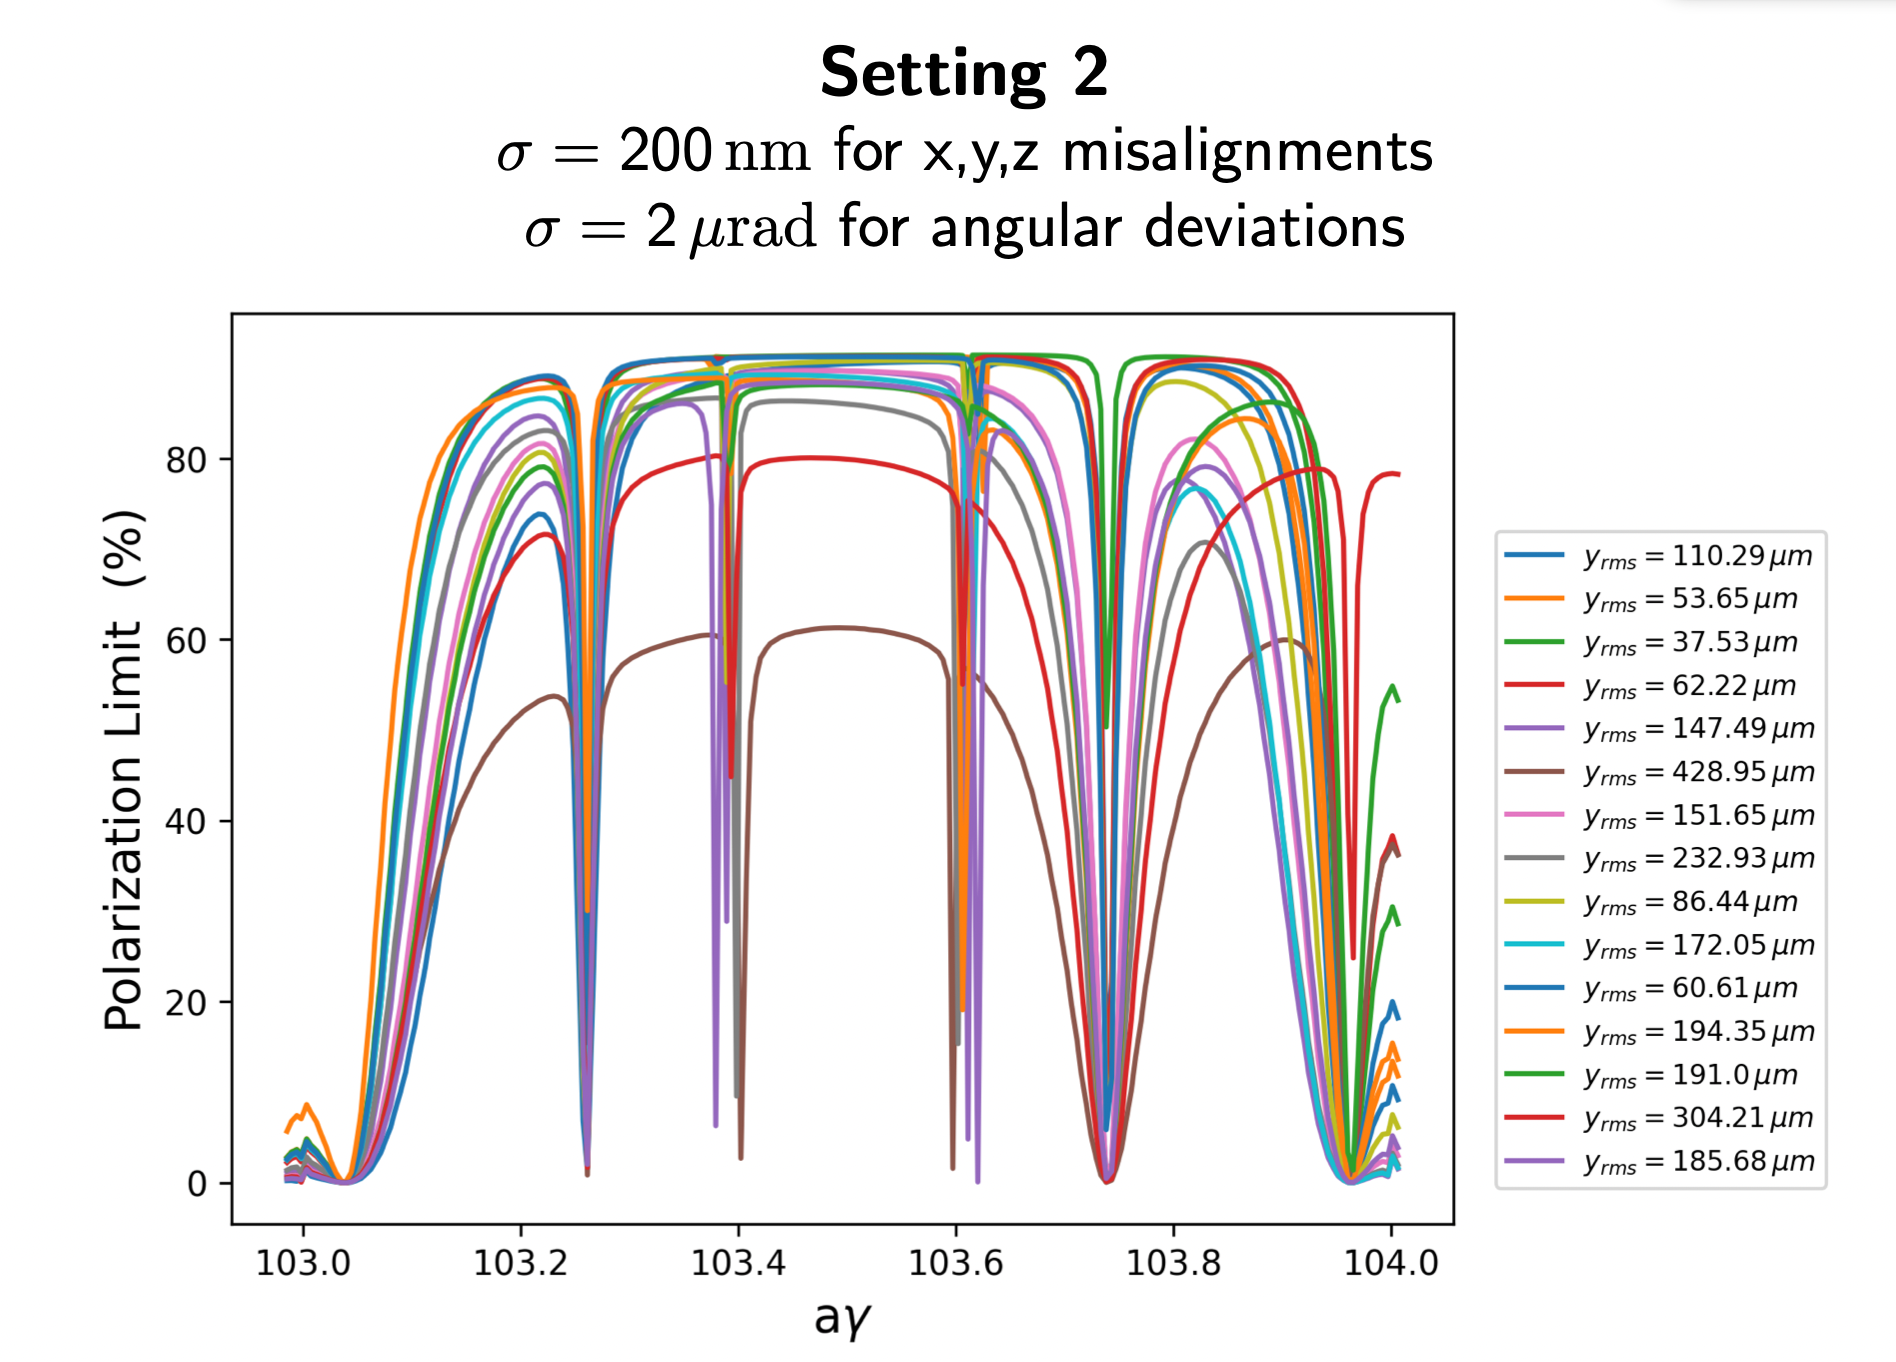 Setting 2
σ = 200 nm for x,y,z misalignments
σ = 2 μrad for angular deviations
Polarization Limit (%)
80
60
40
20
0
103.0 103.2 103.4 103.6 103.8 104.0
aγ
y_rms = 110.29 μm
y_rms = 53.65 μm
y_rms = 37.53 μm
y_rms = 62.22 μm
y_rms = 147.49 μm
y_rms = 428.95 μm
y_rms = 151.65 μm
y_rms = 232.93 μm
y_rms = 86.44 μm
y_rms = 172.05 μm
y_rms = 60.61 μm
y_rms = 194.35 μm
y_rms = 191.0 μm
y_rms = 304.21 μm
y_rms = 185.68 μm